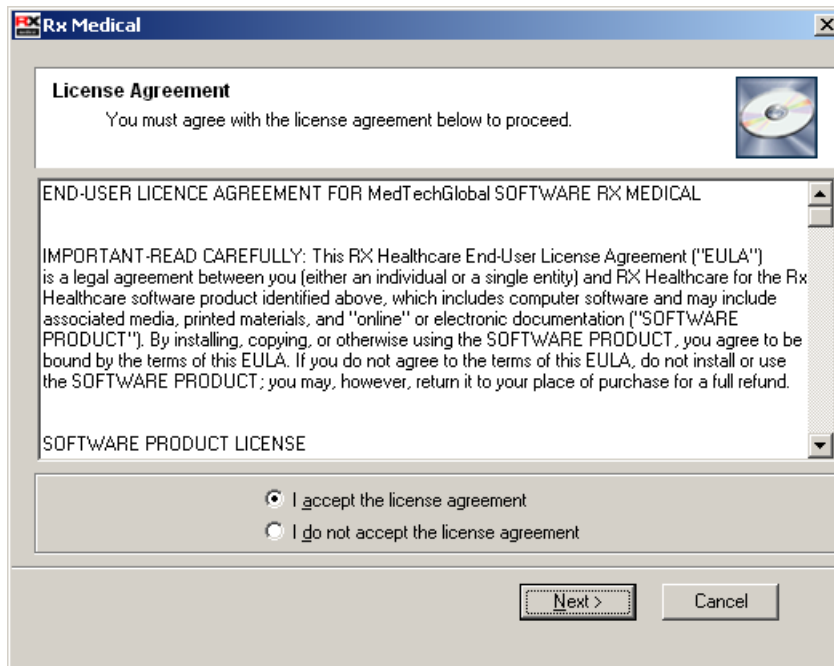 Rx Medical
License Agreement
You must agree with the license agreement below to proceed.
END-USER LICENCE AGREEMENT FOR MedTechGlobal SOFTWARE RX MEDICAL
IMPORTANT-READ CAREFULLY: This RX Healthcare End-User License Agreement ("EULA")
is a legal agreement between you (either an individual or a single entity) and RX Healthcare for the Rx
Healthcare software product identified above, which includes computer software and may include
associated media, printed materials, and "online" or electronic documentation ("SOFTWARE
PRODUCT"). By installing, copying, or otherwise using the SOFTWARE PRODUCT, you agree to be
bound by the terms of this EULA. If you do not agree to the terms of this EULA, do not install or use
the SOFTWARE PRODUCT; you may, however, return it to your place of purchase for a full refund.
SOFTWARE PRODUCT LICENSE
I accept the license agreement
I do not accept the license agreement
Next >
Cancel